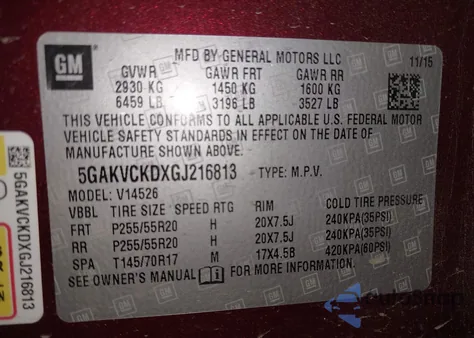 GM
MFD BY GENERAL MOTORS LLC 11/15
GVWR GAWR FRT GAWR RR
2930 KG 1450 KG 1600 KG
6459 LB 3196 LB 3527 LB
THIS VEHICLE CONFORMS TO ALL APPLICABLE U.S. FEDERAL MOTOR
VEHICLE SAFETY STANDARDS IN EFFECT ON THE DATE OF
MANUFACTURE SHOWN ABOVE.
5GAKVCKDXGJ216813 TYPE: M.P.V.
MODEL: V14526
VBBL TIRE SIZE SPEED RTG RIM COLD TIRE PRESSURE
FRT P255/55R20 H 20X7.5J 240KPA(35PSI)
RR P255/55R20 H 20X7.5J 240KPA(35PSI)
SPA T145/70R17 M 17X4.5B 420KPA(60PSI)
SEE OWNER'S MANUAL FOR MORE INFORMATION
5GAKVCKDXGJ216813